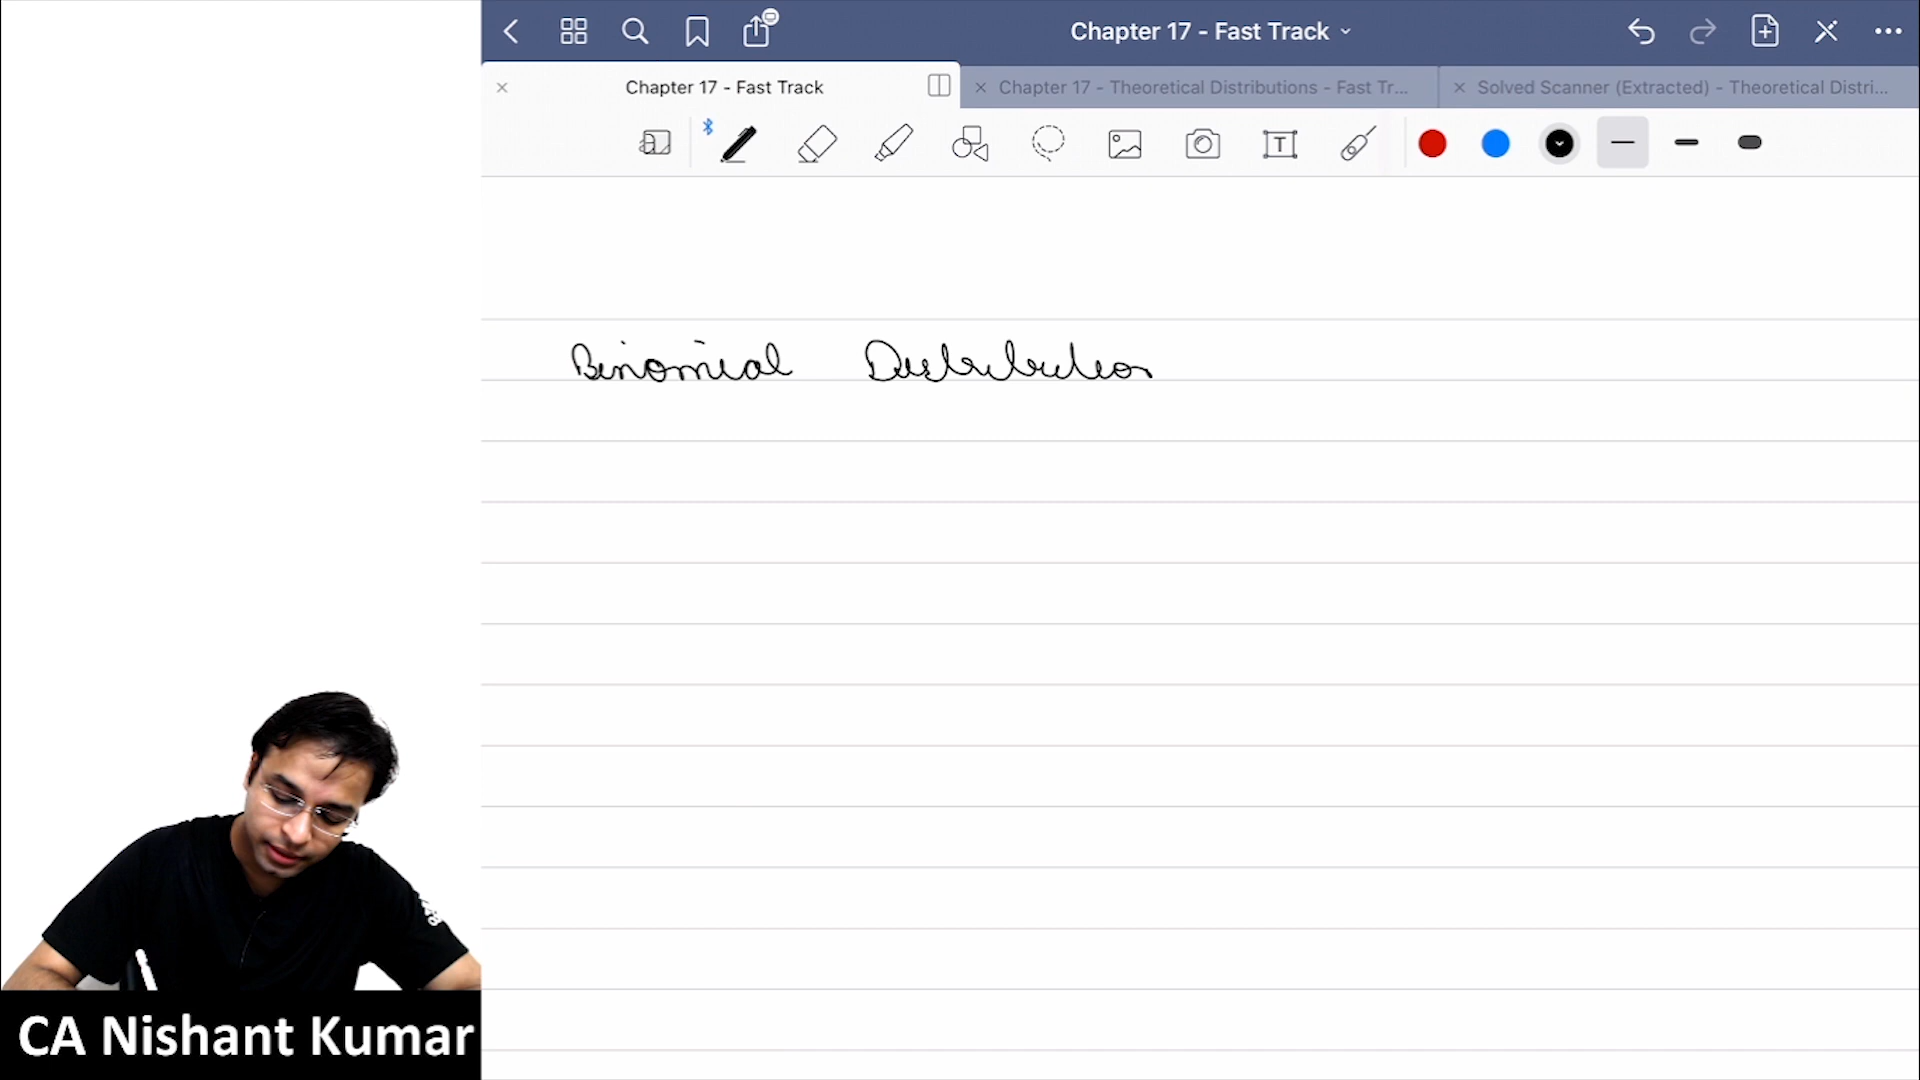 Chapter 17 - Fast Track
Chapter 17 - Fast Track
Chapter 17 - Theoretical Distributions - Fast Tr...
Solved Scanner (Extracted) - Theoretical Distri...
Binomial Distribution
CA Nishant Kumar